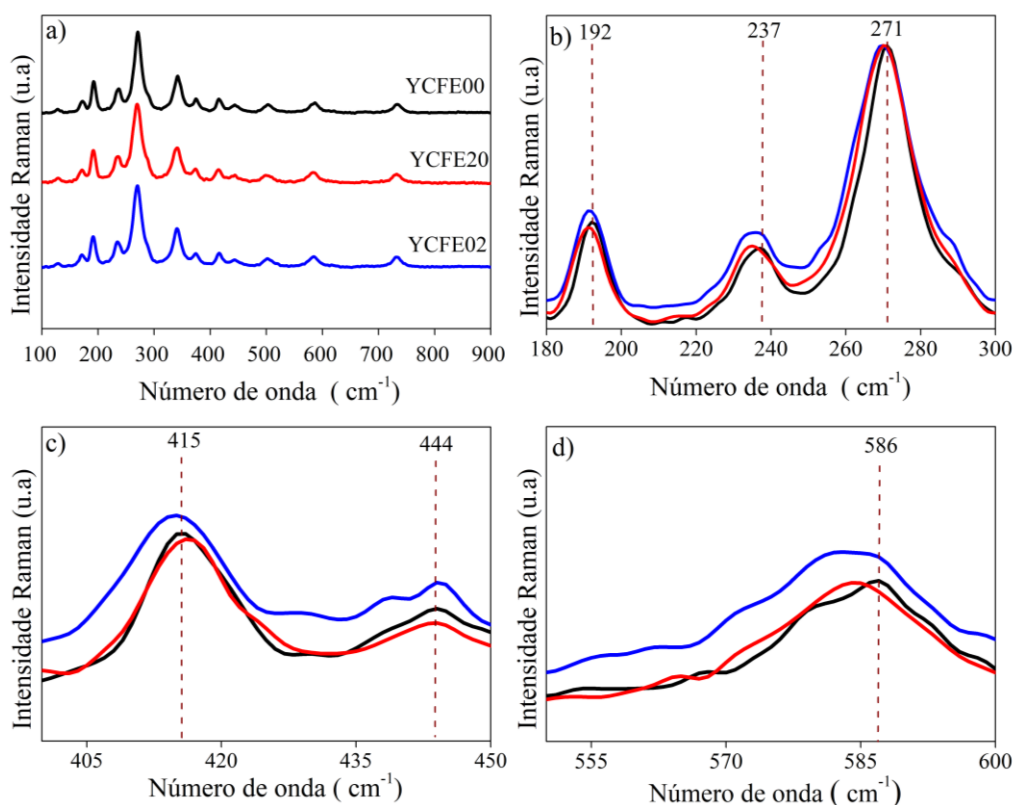 a)
YCFE00
YCFE20
YCFE02
Intensidade Raman (u.a)
100 200 300 400 500 600 700 800 900
Número de onda ( cm⁻¹)
b) 192 237 271
Intensidade Raman (u.a)
180 200 220 240 260 280 300
Número de onda ( cm⁻¹)
c) 415 444
Intensidade Raman (u.a)
405 420 435 450
Número de onda ( cm⁻¹)
d) 586
Intensidade Raman (u.a)
555 570 585 600
Número de onda ( cm⁻¹)